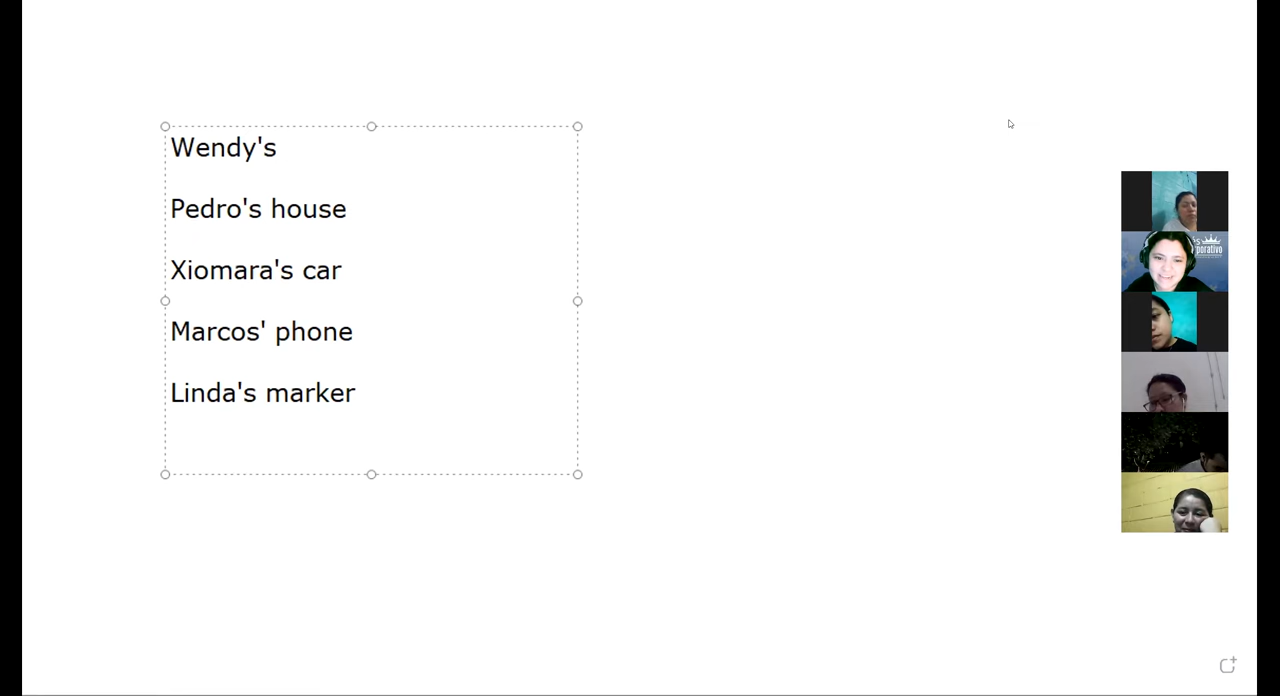 Wendy's
Pedro's house
Xiomara's car
Marcos' phone
Linda's marker